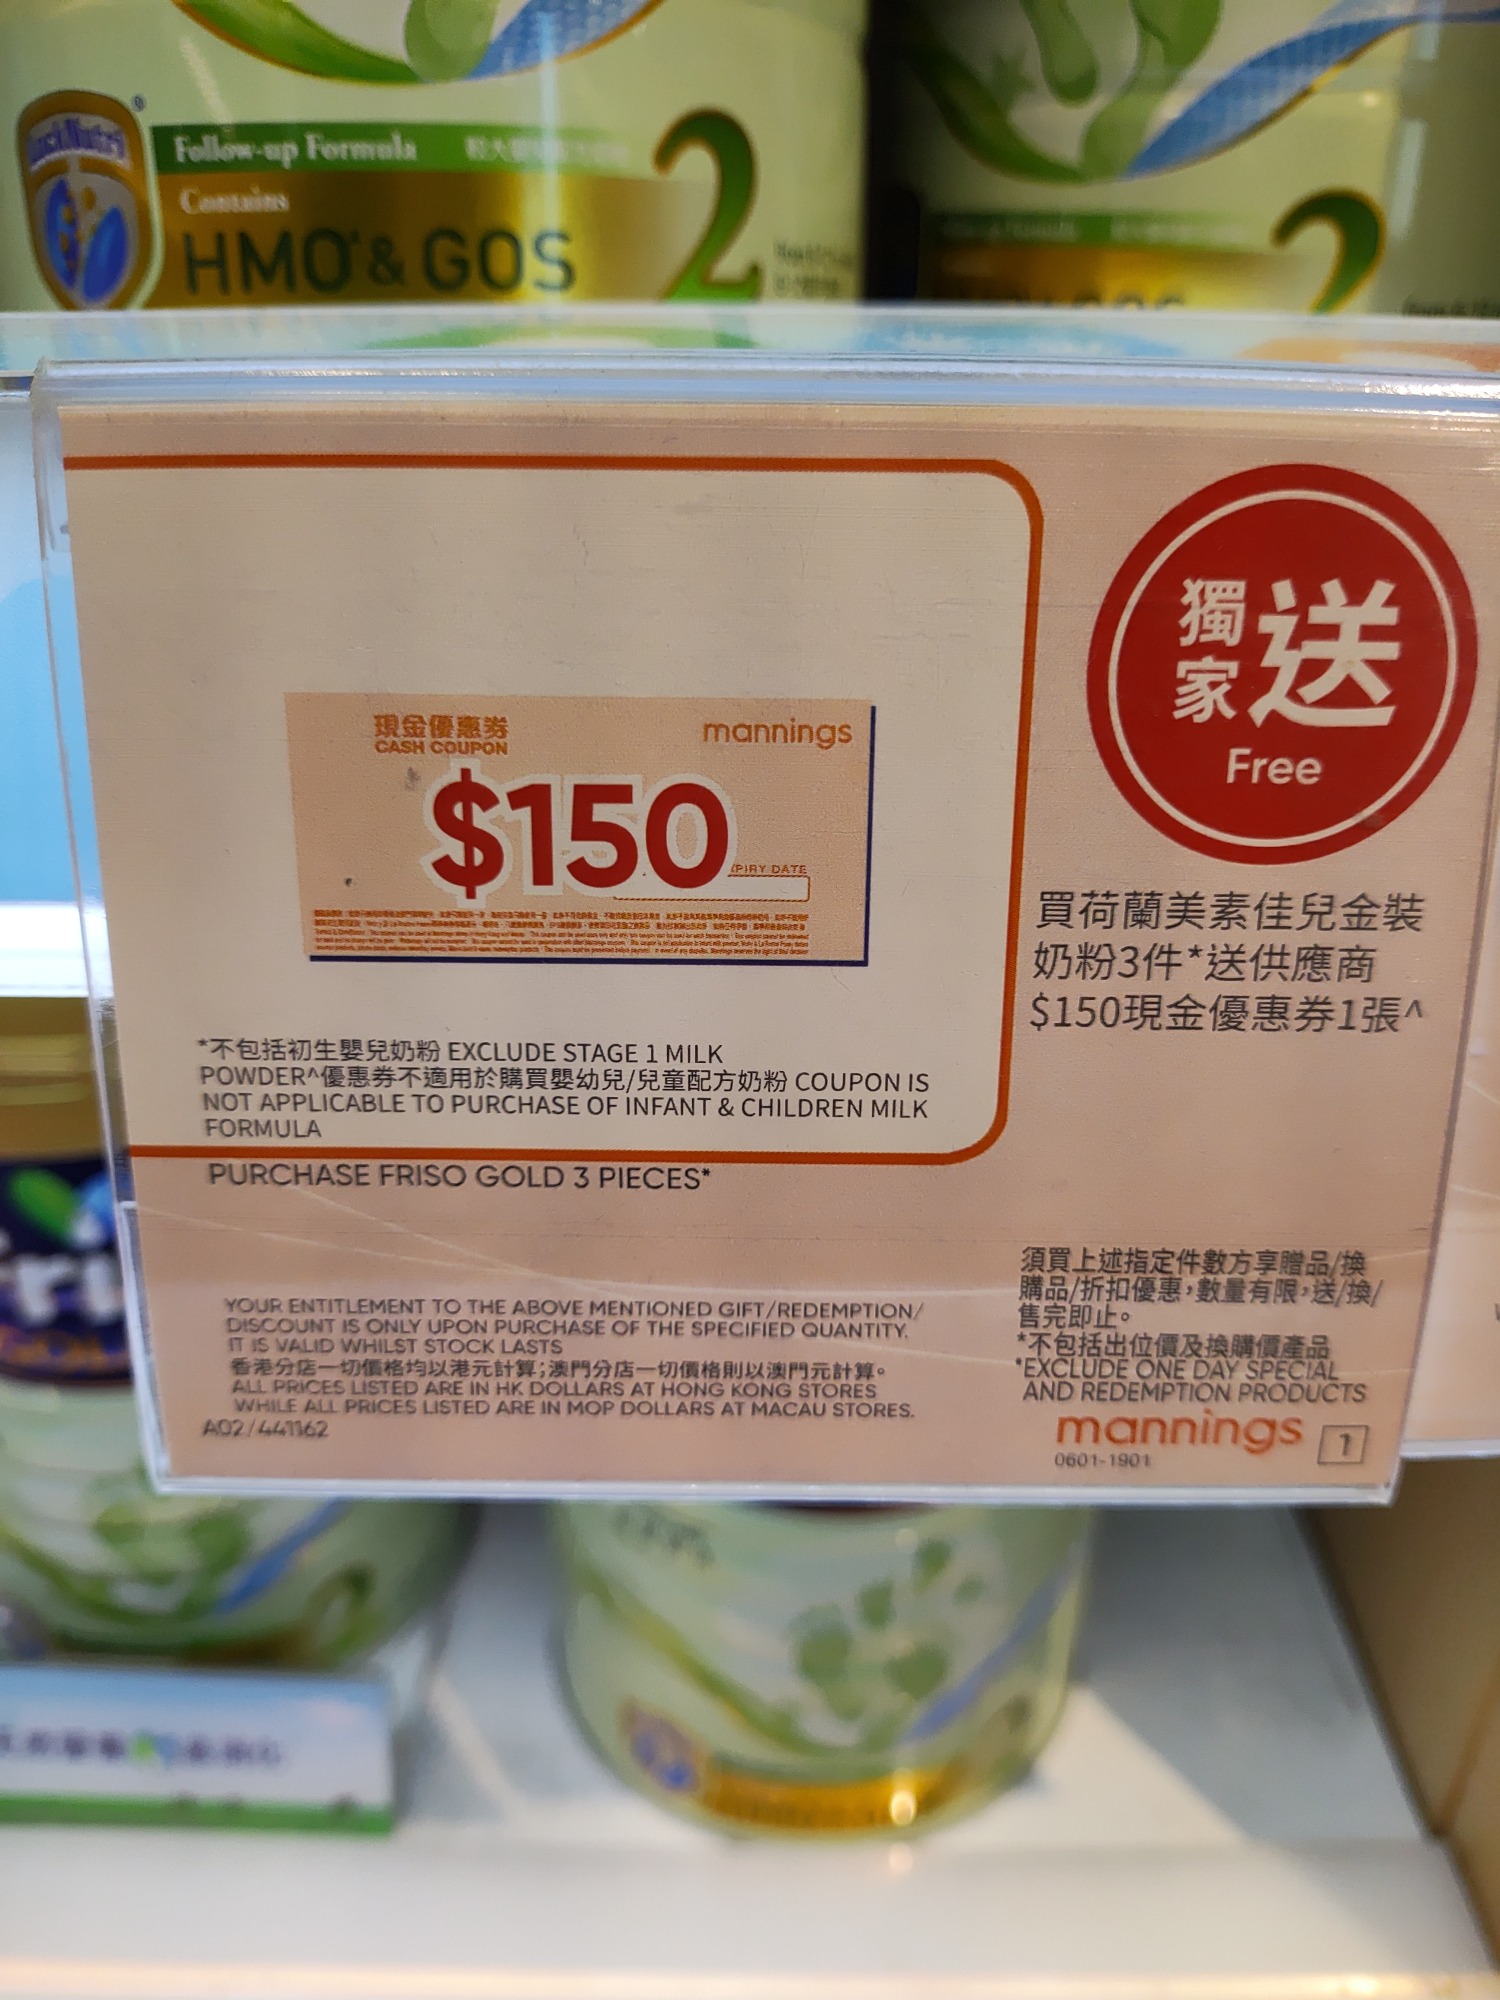 Follow-up Formula
Contains
HMO* & GOS
2
2
獨家送
Free
現金優惠券
CASH COUPON
mannings
$150
PIRY DATE
買荷蘭美素佳兒金裝
奶粉3件*送供應商
$150現金優惠券1張^
*不包括初生嬰兒奶粉 EXCLUDE STAGE 1 MILK
POWDER^優惠券不適用於購買嬰幼兒/兒童配方奶粉 COUPON IS
NOT APPLICABLE TO PURCHASE OF INFANT & CHILDREN MILK
FORMULA
PURCHASE FRISO GOLD 3 PIECES*
YOUR ENTITLEMENT TO THE ABOVE MENTIONED GIFT/REDEMPTION/
DISCOUNT IS ONLY UPON PURCHASE OF THE SPECIFIED QUANTITY.
IT IS VALID WHILST STOCK LASTS
香港分店一切價格均以港元計算;澳門分店一切價格則以澳門元計算。
ALL PRICES LISTED ARE IN HK DOLLARS AT HONG KONG STORES
WHILE ALL PRICES LISTED ARE IN MOP DOLLARS AT MACAU STORES.
A02/441162
須買上述指定件數方享贈品/換
購品/折扣優惠,數量有限,送/換/
售完即止。
*不包括出位價及換購價產品
*EXCLUDE ONE DAY SPECIAL
AND REDEMPTION PRODUCTS
mannings 1
0601-1901